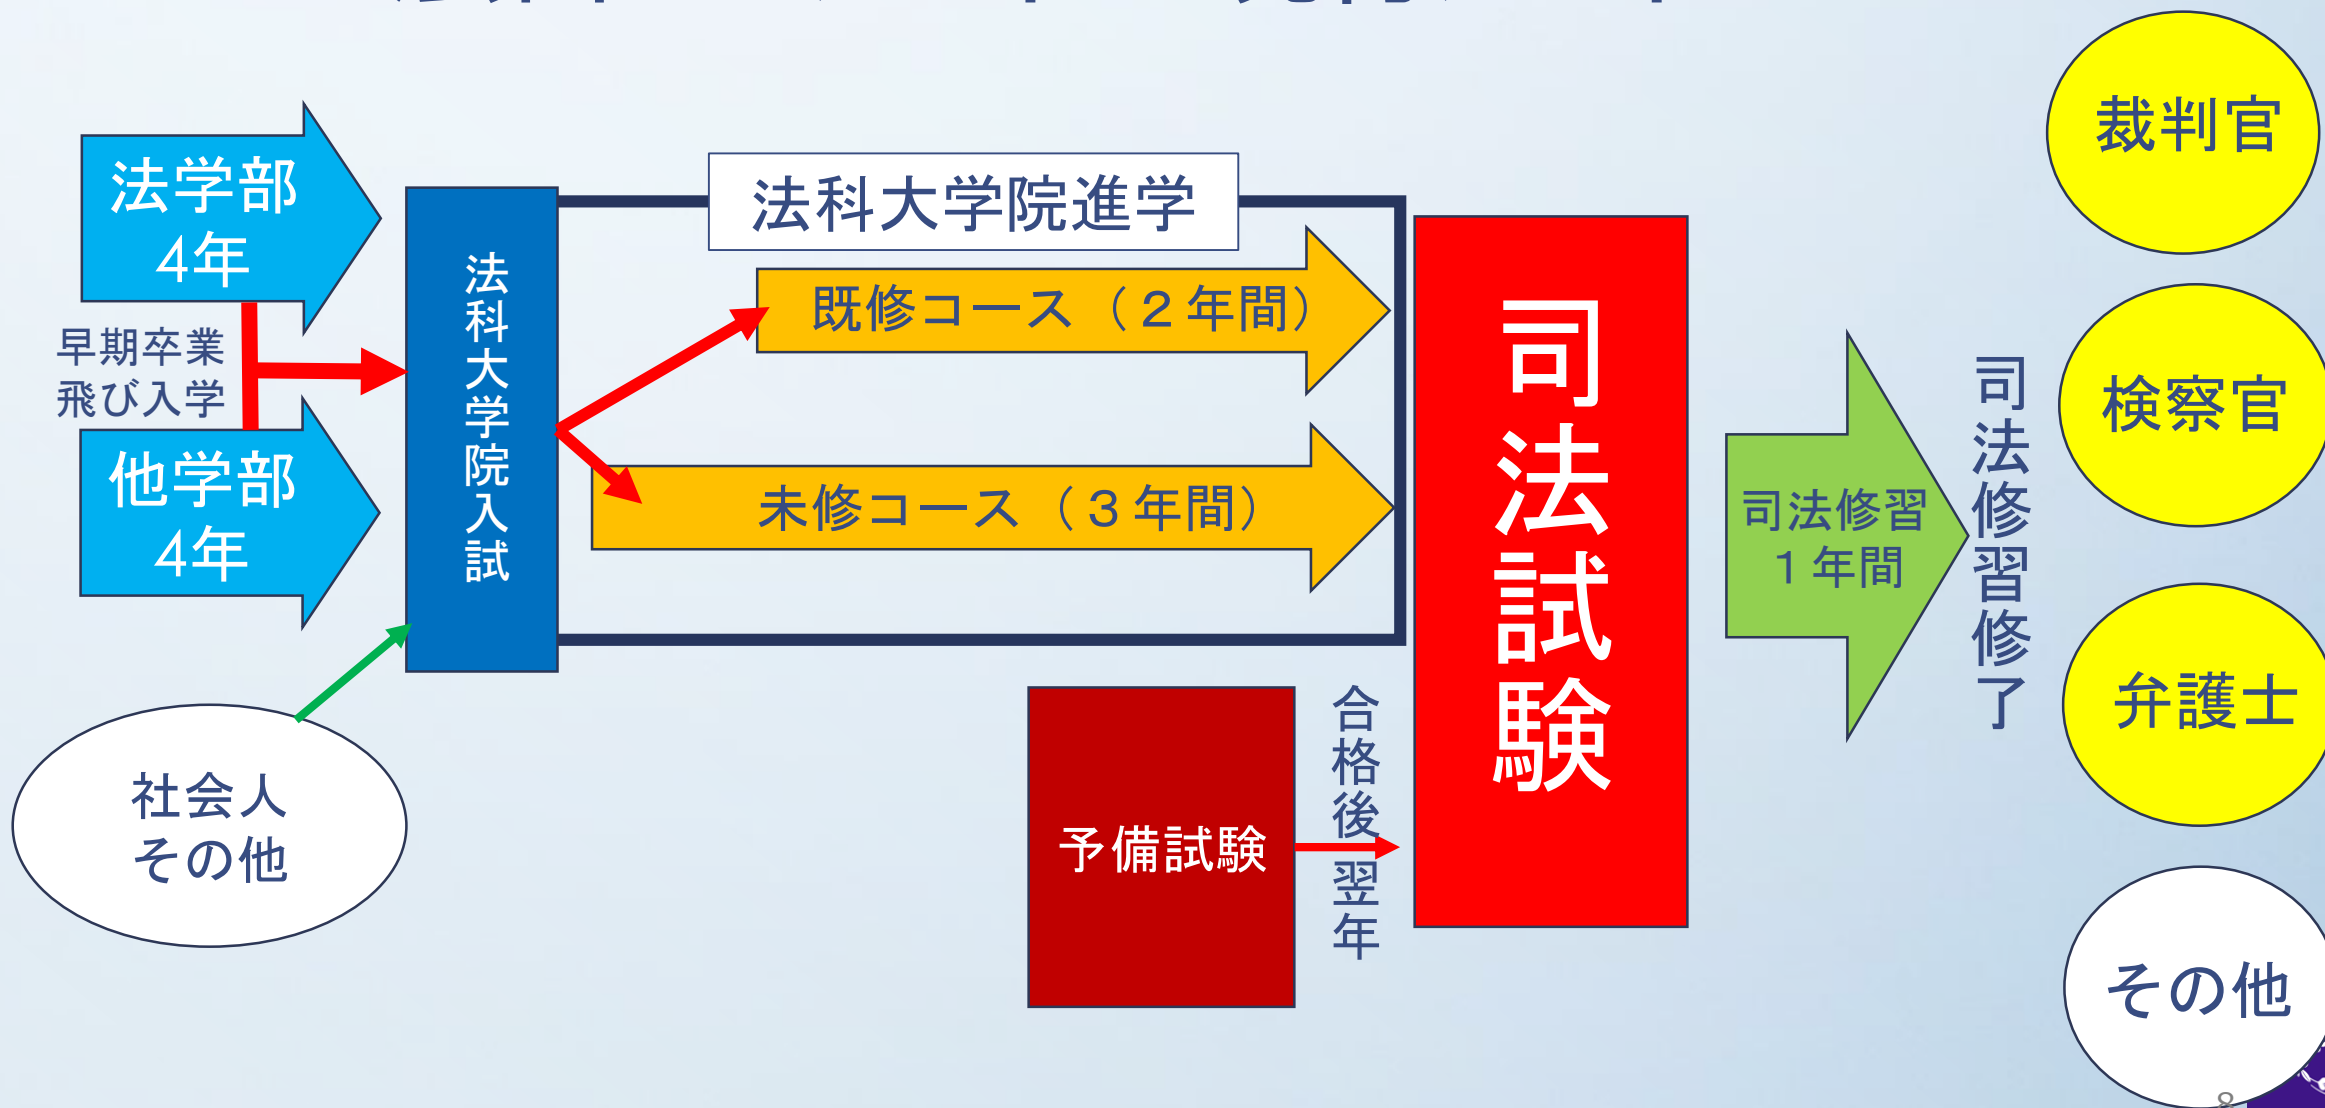 法学部
4年
早期卒業
飛び入学
他学部
4年
社会人
その他
法科大学院入試
法科大学院進学
既修コース（２年間）
未修コース（３年間）
予備試験
合格後翌年
司法試験
司法修習
１年間
司法修習修了
裁判官
検察官
弁護士
その他
8